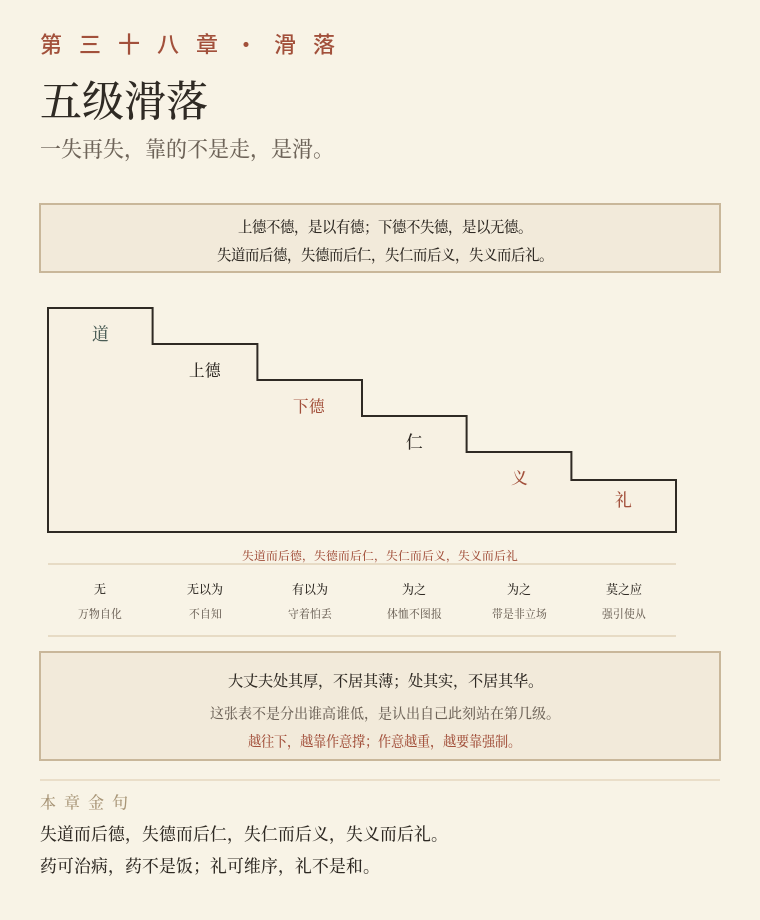 第三十八章·滑落
五级滑落
一失再失，靠的不是走，是滑。
上德不德，是以有德；下德不失德，是以无德。
失道而后德，失德而后仁，失仁而后义，失义而后礼。
道
上德
下德
仁
义
礼
失道而后德，失德而后仁，失仁而后义，失义而后礼
无 无以为 有以为 为之 为之 莫之应
万物自化 不自知 守着怕丢 体恤不图报 带是非立场 强引使从
大丈夫处其厚，不居其薄；处其实，不居其华。
这张表不是分出谁高谁低，是认出自己此刻站在第几级。
越往下，越靠作意撑；作意越重，越要靠强制。
本章金句
失道而后德，失德而后仁，失仁而后义，失义而后礼。
药可治病，药不是饭；礼可维序，礼不是和。